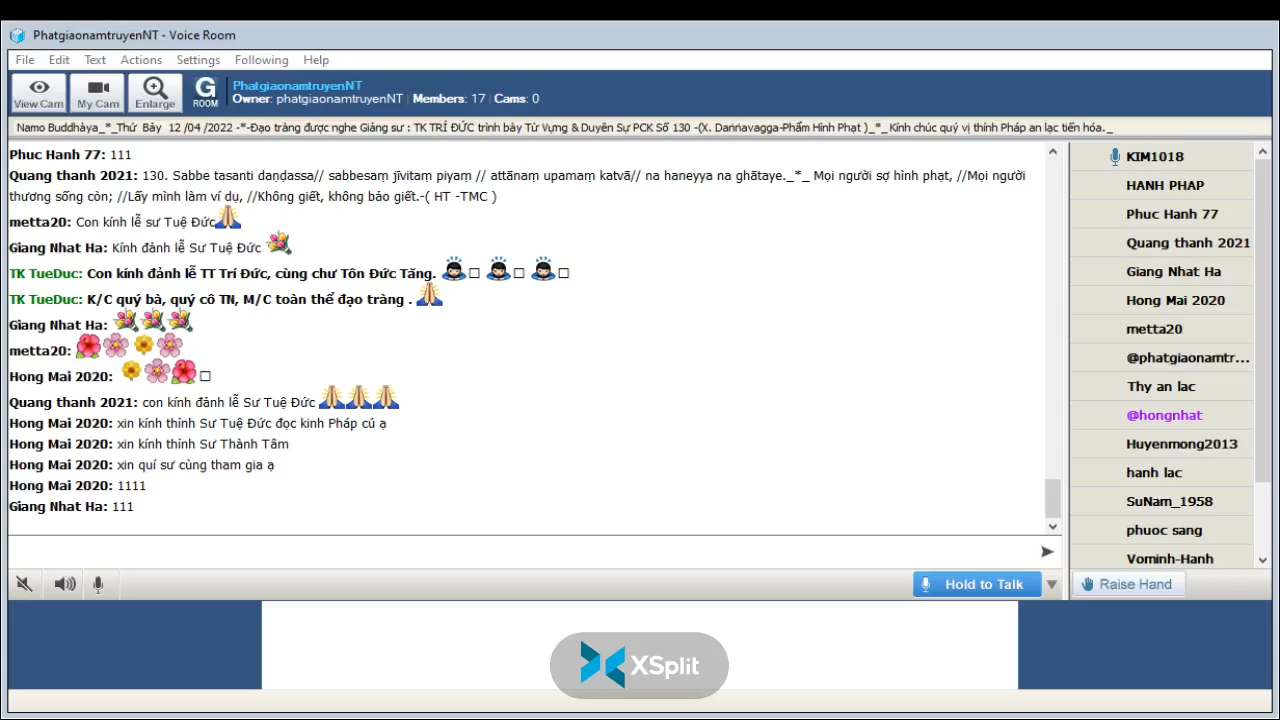 PhatgiaonamtruyenNT - Voice Room
File Edit Text Actions Settings Following Help
View Cam My Cam Enlarge G ROOM
PhatgiaonamtruyenNT
Owner: phatgiaonamtruyenNT | Members: 17 | Cams: 0
Namo Buddhàya_*_Thứ Bảy 12 /04 /2022 -*-Đạo tràng được nghe Giảng sư : TK TRÍ ĐỨC trình bày Từ Vựng & Duyên Sự PCK Số 130 -(X. Daṇṇavagga-Phẩm Hình Phạt )_*_ Kính chúc quý vị thính Pháp an lạc tiến hóa._
Phuc Hanh 77: 111
Quang thanh 2021: 130. Sabbe tasanti daṇḍassa// sabbesaṃ jīvitaṃ piyaṃ // attānaṃ upamaṃ katvā// na haneyya na ghātaye._*_ Mọi người sợ hình phạt, //Mọi người
thương sống còn; //Lấy mình làm ví dụ, //Không giết, không bảo giết.-( HT -TMC )
metta20: Con kính lễ sư Tuệ Đức
Giang Nhat Ha: Kính đảnh lễ Sư Tuệ Đức
TK TueDuc: Con kính đảnh lễ TT Trí Đức, cùng chư Tôn Đức Tăng.
TK TueDuc: K/C quý bà, quý cô TN, M/C toàn thể đạo tràng .
Giang Nhat Ha:
metta20:
Hong Mai 2020:
Quang thanh 2021: con kính đảnh lễ Sư Tuệ Đức
Hong Mai 2020: xin kính thỉnh Sư Tuệ Đức đọc kinh Pháp cú ạ
Hong Mai 2020: xin kính thỉnh Sư Thành Tâm
Hong Mai 2020: xin quí sư cùng tham gia ạ
Hong Mai 2020: 1111
Giang Nhat Ha: 111
KIM1018
HANH PHAP
Phuc Hanh 77
Quang thanh 2021
Giang Nhat Ha
Hong Mai 2020
metta20
@phatgiaonamtr...
Thy an lac
@hongnhat
Huyenmong2013
hanh lac
SuNam_1958
phuoc sang
Vominh-Hanh
Hold to Talk
Raise Hand
XSplit